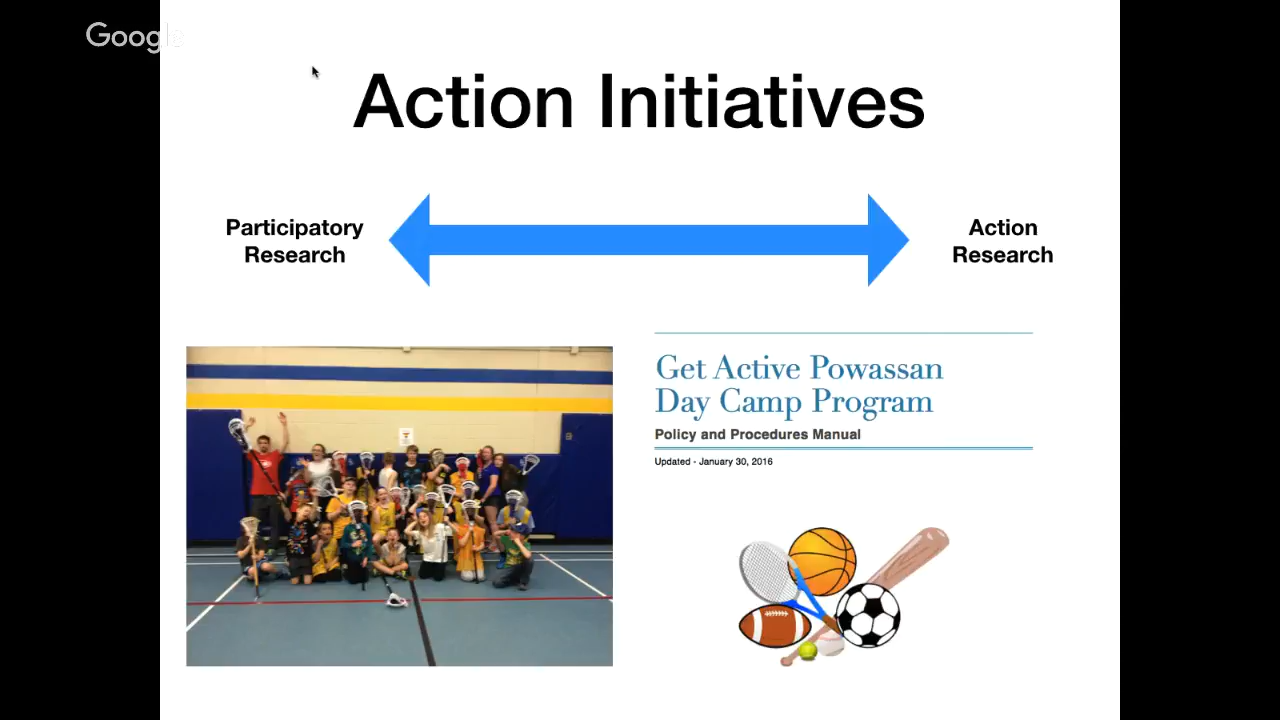 Google
Action Initiatives
Participatory
Research
Action
Research
Get Active Powassan
Day Camp Program
Policy and Procedures Manual
Updated - January 30, 2016